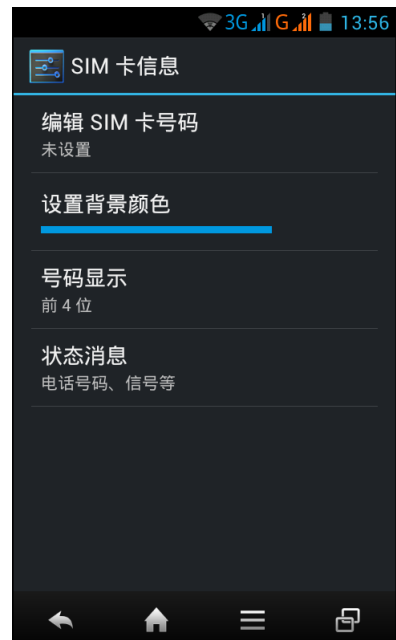 3G G 13:56
SIM 卡信息
编辑 SIM 卡号码
未设置
设置背景颜色
号码显示
前 4 位
状态消息
电话号码、信号等